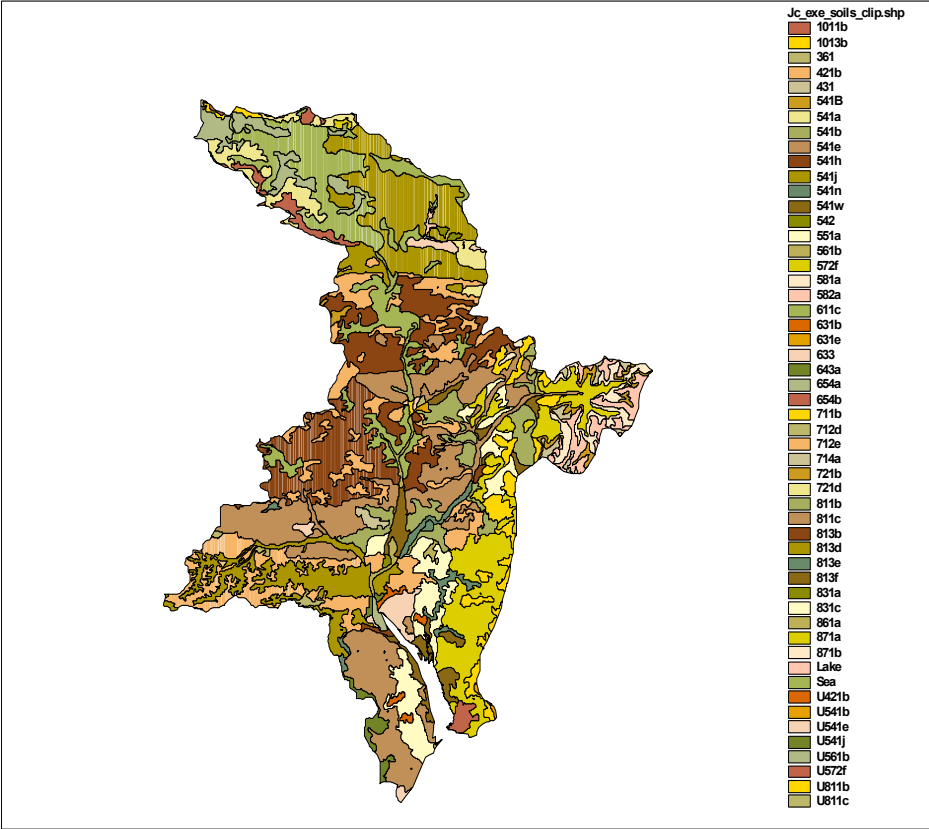 Jc_exe_soils_clip.shp
1011b
1013b
361
421b
431
541B
541a
541b
541e
541h
541j
541n
541w
542
551a
561b
572f
581a
582a
611c
631b
631e
633
643a
654a
654b
711b
712d
712e
714a
721b
721d
811b
811c
813b
813d
813e
813f
831a
831c
861a
871a
871b
Lake
Sea
U421b
U541b
U541e
U541j
U561b
U572f
U811b
U811c